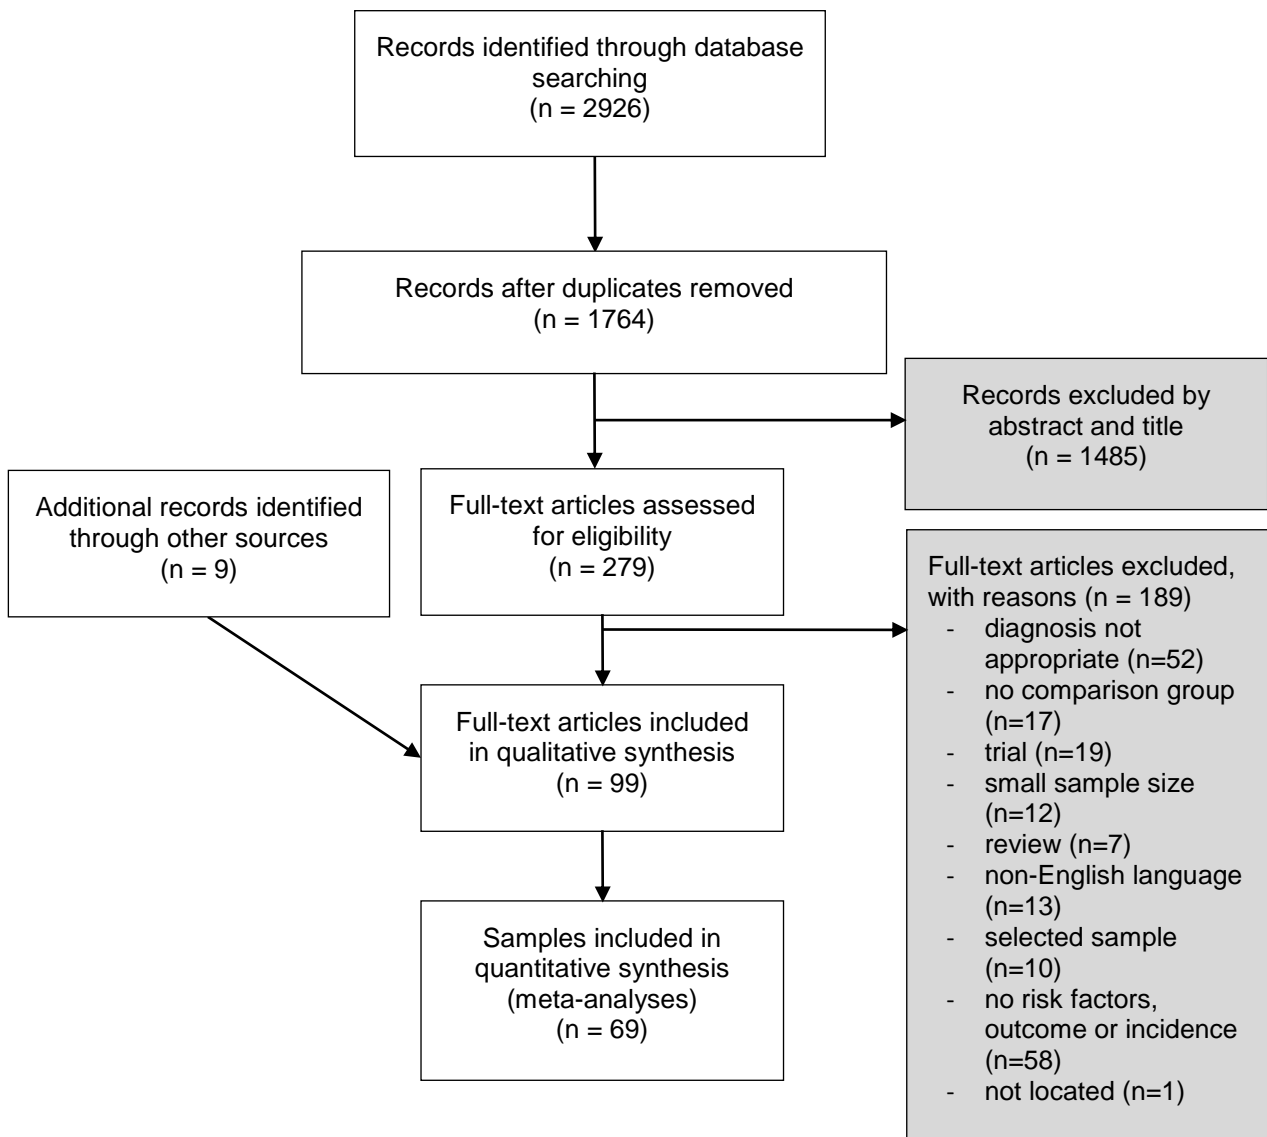 Records identified through database
searching
(n = 2926)
Records after duplicates removed
(n = 1764)
Records excluded by
abstract and title
(n = 1485)
Additional records identified
through other sources
(n = 9)
Full-text articles assessed
for eligibility
(n = 279)
Full-text articles excluded,
with reasons (n = 189)
- diagnosis not
appropriate (n=52)
- no comparison group
(n=17)
- trial (n=19)
- small sample size
(n=12)
- review (n=7)
- non-English language
(n=13)
- selected sample
(n=10)
- no risk factors,
outcome or incidence
(n=58)
- not located (n=1)
Full-text articles included
in qualitative synthesis
(n = 99)
Samples included in
quantitative synthesis
(meta-analyses)
(n = 69)